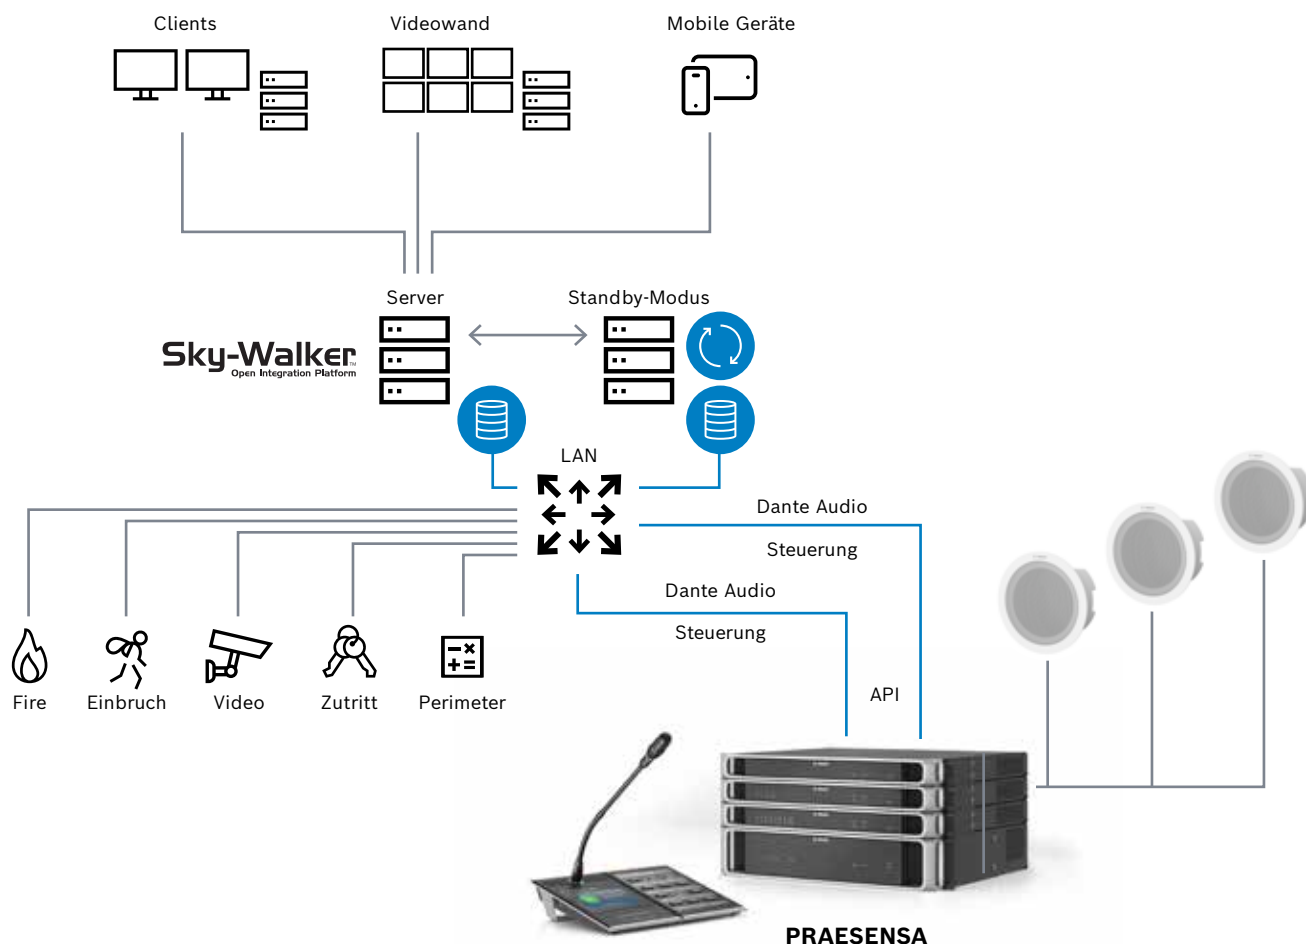 Clients
Videowand
Mobile Geräte
Server
Standby-Modus
Sky-Walker™
Open Integration Platform
LAN
Dante Audio
Steuerung
Dante Audio
Steuerung
Fire
Einbruch
Video
Zutritt
Perimeter
API
PRAESENSA